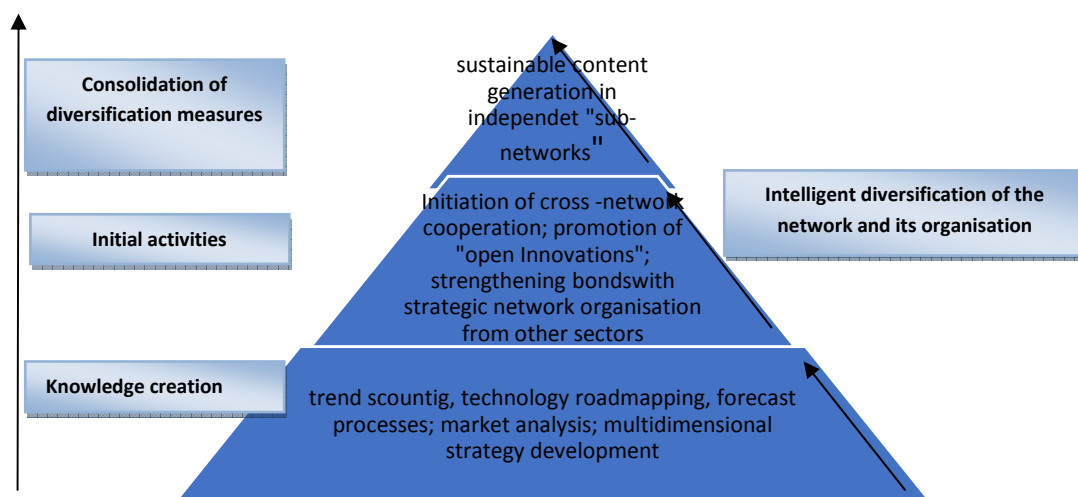 Consolidation of
diversification measures
sustainable content
generation in
independet "sub-
networks"
Initial activities
Initiation of cross -network
cooperation; promotion of
"open Innovations";
strengthening bondswith
strategic network organisation
from other sectors
Intelligent diversification of the
network and its organisation
Knowledge creation
trend scountig, technology roadmapping, forecast
processes; market analysis; multidimensional
strategy development